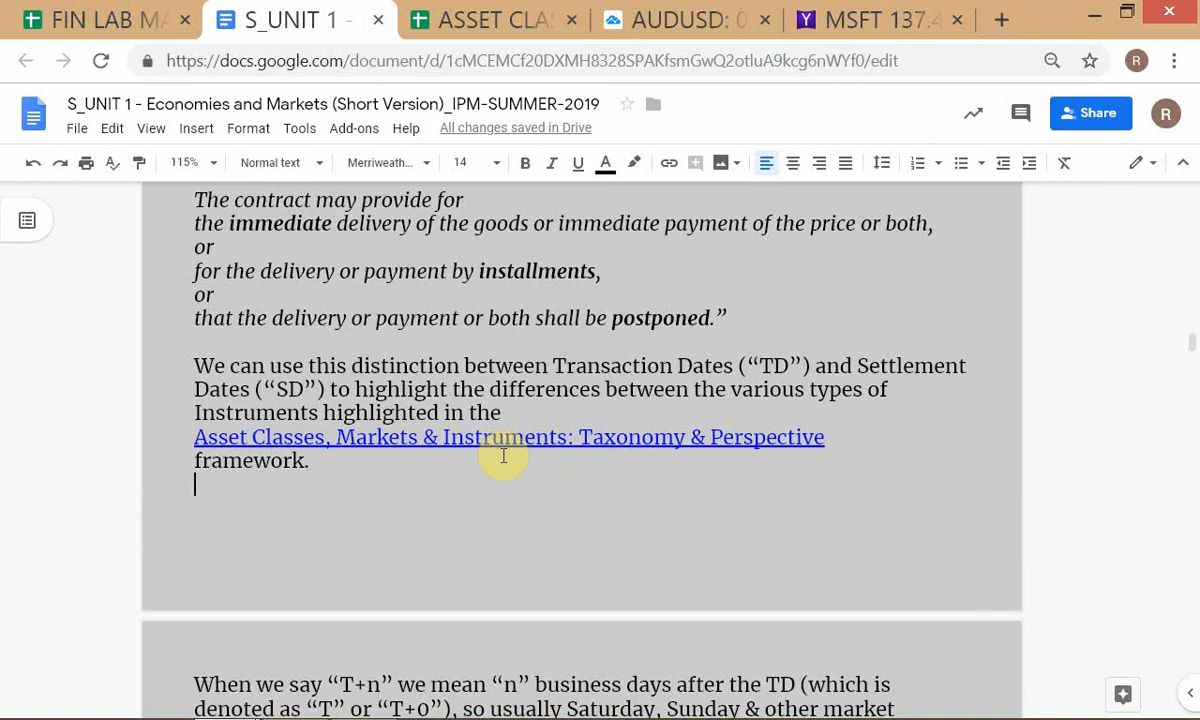 FIN LAB MA
S_UNIT 1 -
ASSET CLA
AUDUSD: 0
MSFT 137.4
https://docs.google.com/document/d/1cMCEMCf20DXMH8328SPAKfsmGwQ2otluA9kcg6nWYf0/edit
R
S_UNIT 1 - Economies and Markets (Short Version)_IPM-SUMMER-2019
File Edit View Insert Format Tools Add-ons Help All changes saved in Drive
Share
R
115% Normal text Merriweath... 14 B I U A
The contract may provide for
the immediate delivery of the goods or immediate payment of the price or both,
or
for the delivery or payment by installments,
or
that the delivery or payment or both shall be postponed.”
We can use this distinction between Transaction Dates (“TD”) and Settlement
Dates (“SD”) to highlight the differences between the various types of
Instruments highlighted in the
Asset Classes, Markets & Instruments: Taxonomy & Perspective
framework.
When we say “T+n” we mean “n” business days after the TD (which is
denoted as “T” or “T+0”), so usually Saturday, Sunday & other market